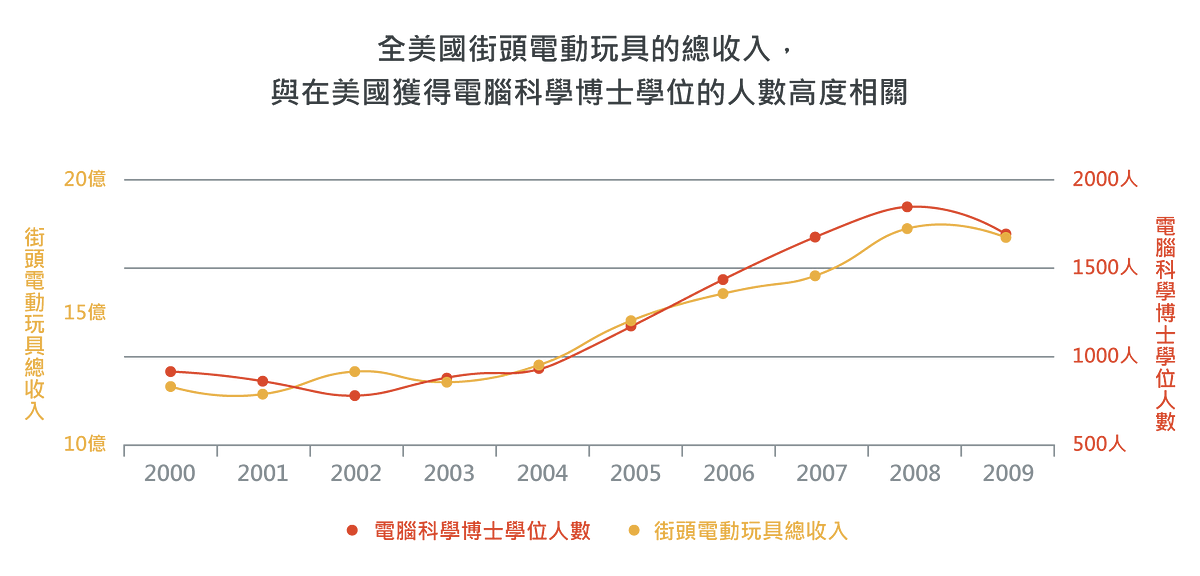 全美國街頭電動玩具的總收入，
與在美國獲得電腦科學博士學位的人數高度相關
20億
15億
10億
街頭電動玩具總收入
2000人
1500人
1000人
500人
電腦科學博士學位人數
2000 2001 2002 2003 2004 2005 2006 2007 2008 2009
電腦科學博士學位人數 街頭電動玩具總收入